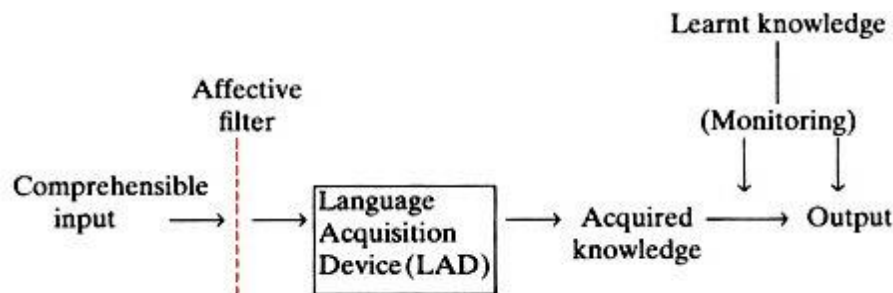 Learnt knowledge
Affective
filter
(Monitoring)
Comprehensible
input
Language
Acquisition
Device (LAD)
Acquired
knowledge
Output